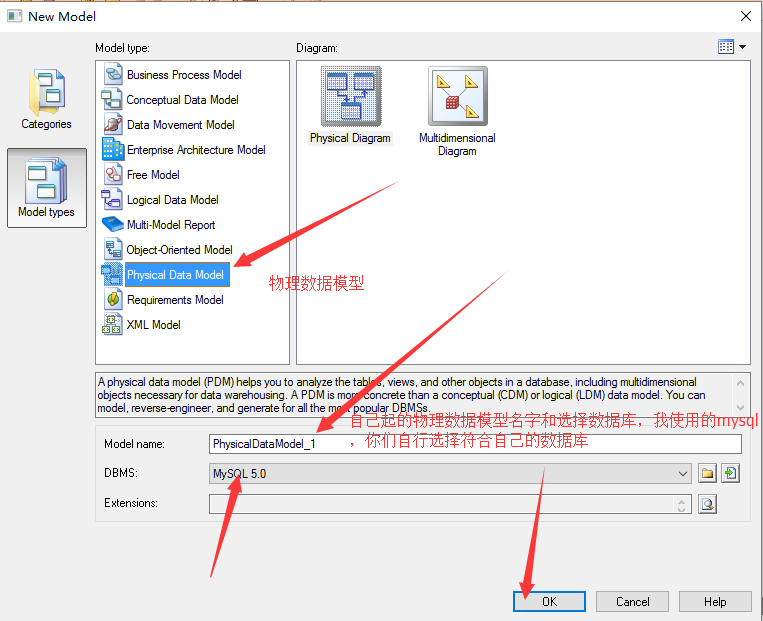 New Model
Model type:
Diagram:
Categories
Model types
Business Process Model
Conceptual Data Model
Data Movement Model
Enterprise Architecture Model
Free Model
Logical Data Model
Multi-Model Report
Object-Oriented Model
Physical Data Model
Requirements Model
XML Model
Physical Diagram
Multidimensional
Diagram
物理数据模型
A physical data model (PDM) helps you to analyze the tables, views, and other objects in a database, including multidimensional
objects necessary for data warehousing. A PDM is more concrete than a conceptual (CDM) or logical (LDM) data model. You can
model, reverse-engineer, and generate for all the most popular DBMSs.
自己起的物理数据模型名字和选择数据库，我使用的mysql
，你们自行选择符合自己的数据库
Model name:
PhysicalDataModel_1
DBMS:
MySQL 5.0
Extensions:
OK
Cancel
Help